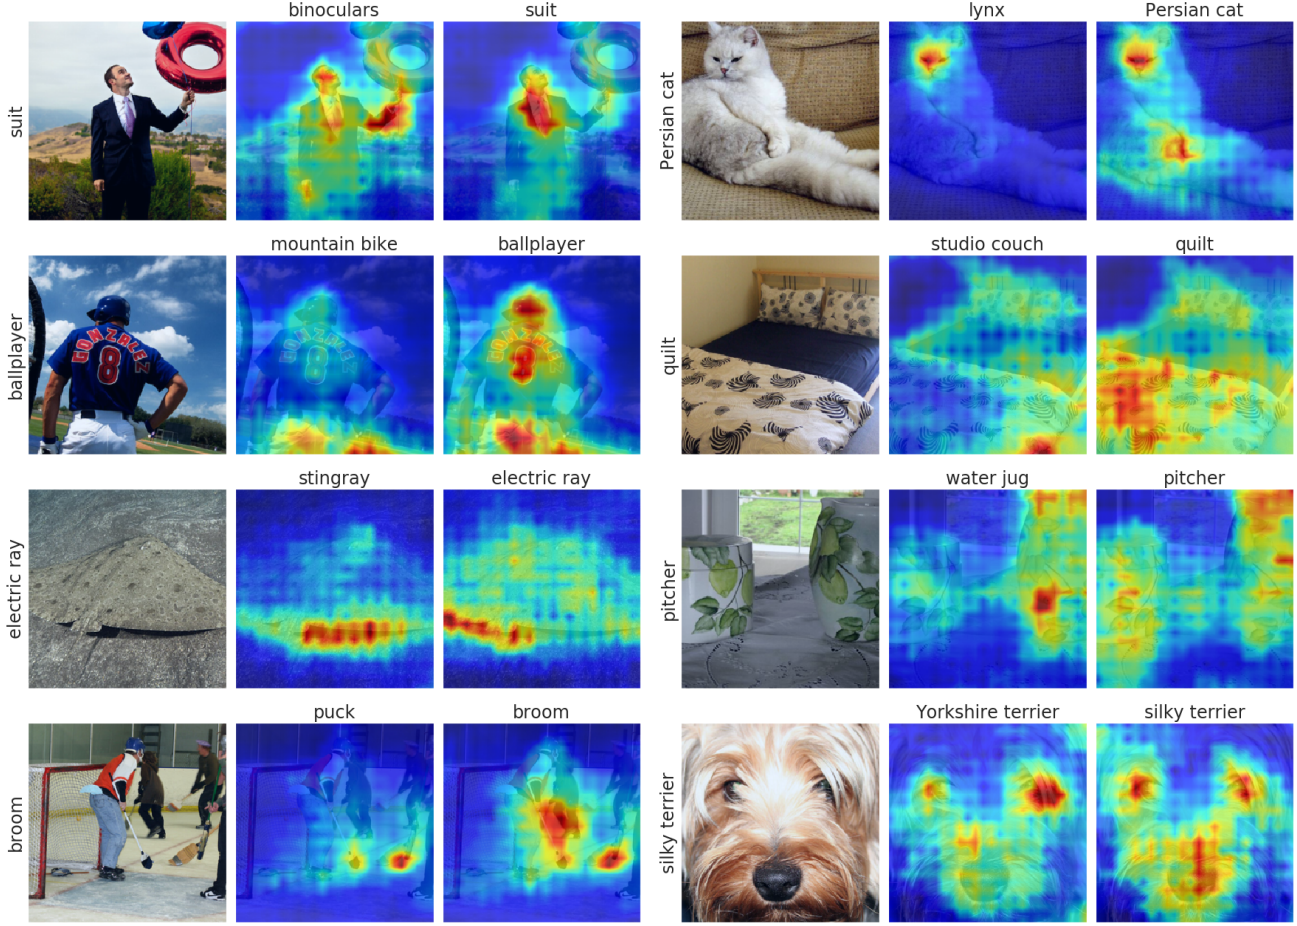 binoculars suit
suit
lynx Persian cat
Persian cat
mountain bike ballplayer
ballplayer
GONZALEZ
8
studio couch quilt
quilt
stingray electric ray
electric ray
water jug pitcher
pitcher
puck broom
broom
Yorkshire terrier silky terrier
silky terrier